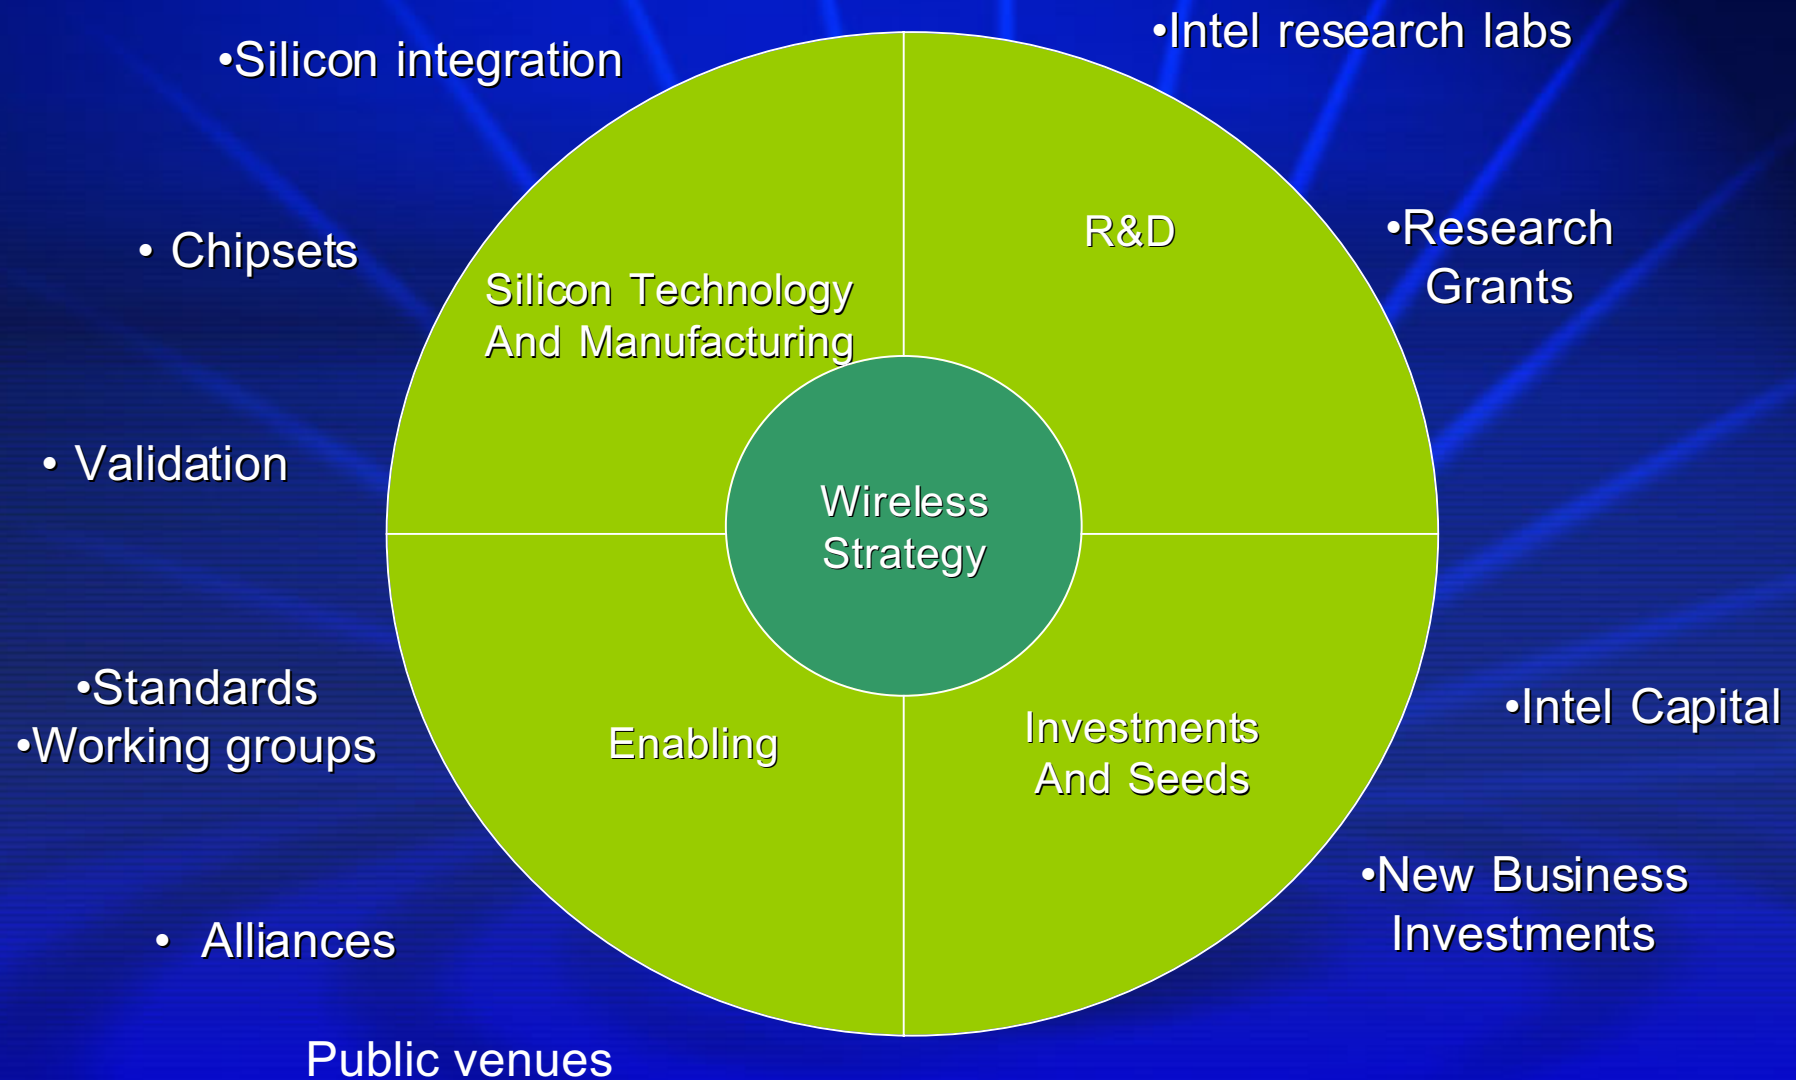 •Intel research labs
•Silicon integration
R&D
•Research
Grants
• Chipsets
Silicon Technology
And Manufacturing
• Validation
Wireless
Strategy
•Standards
•Working groups
Enabling
Investments
And Seeds
•Intel Capital
•New Business
Investments
• Alliances
Public venues